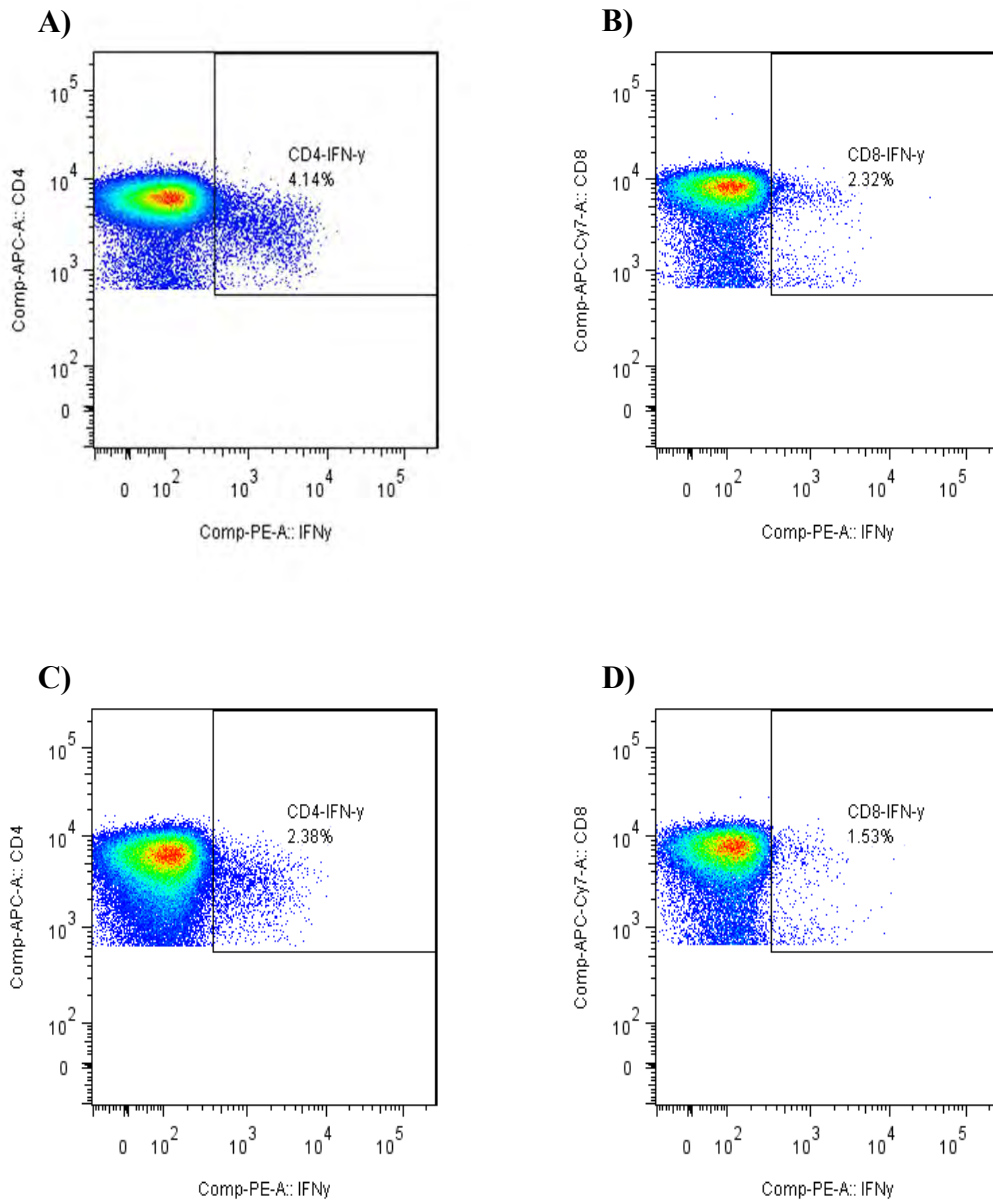 A)
10^5
10^4
10^3
10^2
0
Comp-APC-A:: CD4
CD4-IFN-y
4.14%
0 10^2 10^3 10^4 10^5
Comp-PE-A:: IFNy
B)
10^5
10^4
10^3
10^2
0
Comp-APC-Cy7-A:: CD8
CD8-IFN-y
2.32%
0 10^2 10^3 10^4 10^5
Comp-PE-A:: IFNy
C)
10^5
10^4
10^3
10^2
0
Comp-APC-A:: CD4
CD4-IFN-y
2.38%
0 10^2 10^3 10^4 10^5
Comp-PE-A:: IFNy
D)
10^5
10^4
10^3
10^2
0
Comp-APC-Cy7-A:: CD8
CD8-IFN-y
1.53%
0 10^2 10^3 10^4 10^5
Comp-PE-A:: IFNy